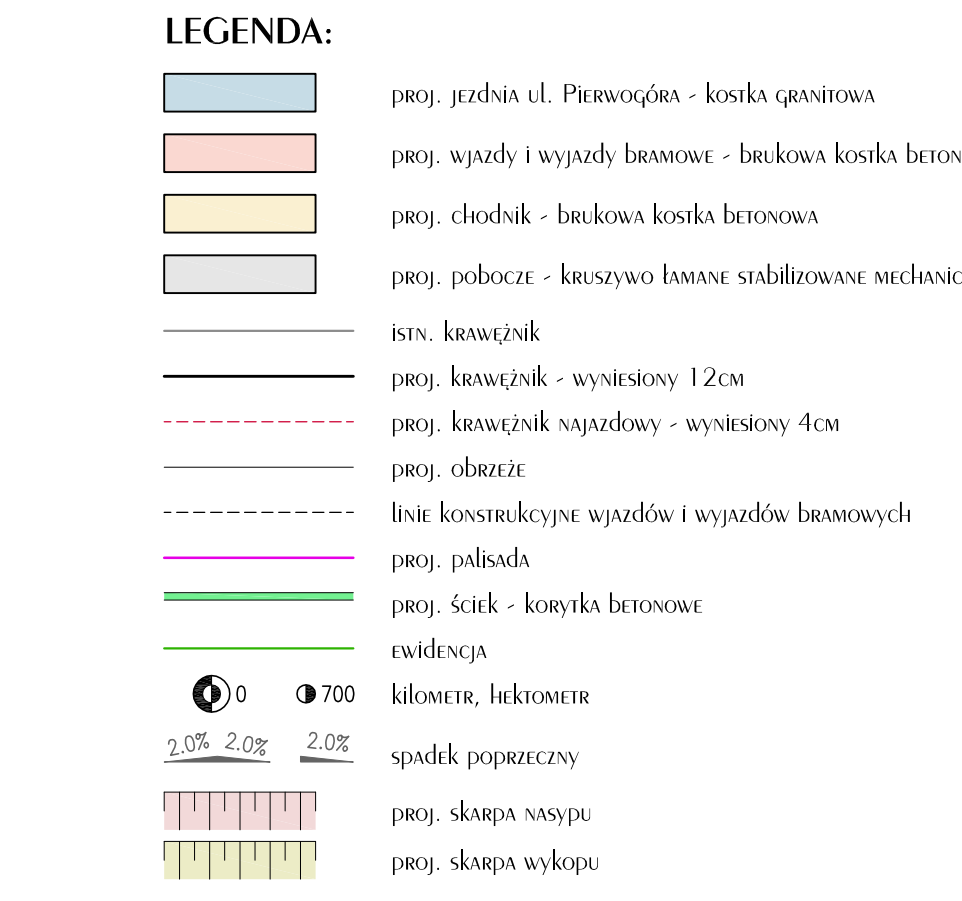 LEGENDA:
proj. jezdnia ul. Pierwogóra - kostka granitowa
proj. wjazdy i wyjazdy bramowe - brukowa kostka beton
proj. chodnik - brukowa kostka betonowa
proj. pobocze - kruszywo łamane stabilizowane mechanic
istn. krawężnik
proj. krawężnik - wyniesiony 12cm
proj. krawężnik najazdowy - wyniesiony 4cm
proj. obrzeże
linie konstrukcyjne wjazdów i wyjazdów bramowych
proj. palisada
proj. ściek - korytka betonowe
ewidencja
0 700 kilometr, hektometr
2.0% 2.0% 2.0% spadek poprzeczny
proj. skarpa nasypu
proj. skarpa wykopu